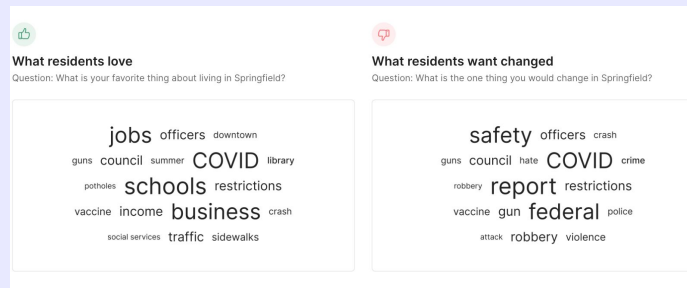 What residents love
Question: What is your favorite thing about living in Springfield?
jobs officers downtown
guns council summer COVID library
potholes schools restrictions
vaccine income business crash
social services traffic sidewalks
What residents want changed
Question: What is the one thing you would change in Springfield?
safety officers crash
guns council hate COVID crime
robbery report restrictions
vaccine gun federal police
attack robbery violence